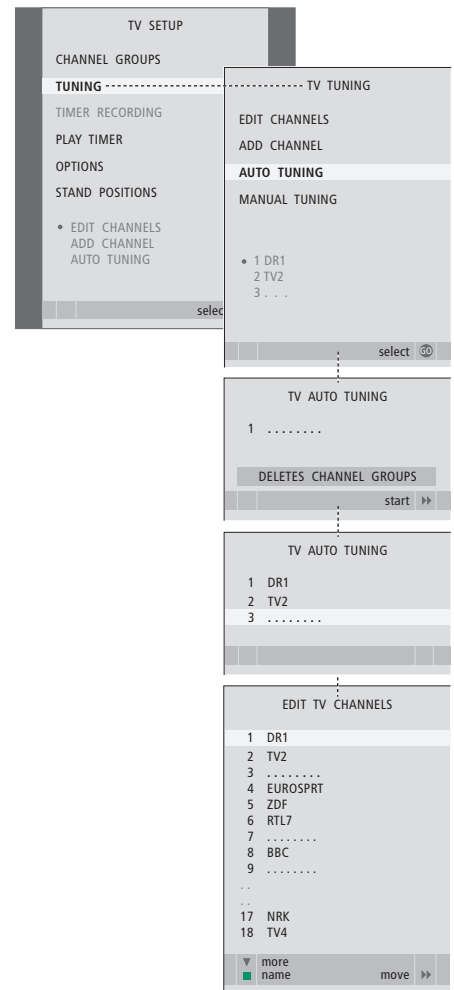 TV SETUP
CHANNEL GROUPS
TUNING
TIMER RECORDING
PLAY TIMER
OPTIONS
STAND POSITIONS
• EDIT CHANNELS
ADD CHANNEL
AUTO TUNING
selec
TV TUNING
EDIT CHANNELS
ADD CHANNEL
AUTO TUNING
MANUAL TUNING
• 1 DR1
2 TV2
3 . . .
select GO
TV AUTO TUNING
1 ........
DELETES CHANNEL GROUPS
start
TV AUTO TUNING
1 DR1
2 TV2
3 ........
EDIT TV CHANNELS
1 DR1
2 TV2
3 ........
4 EUROSPRT
5 ZDF
6 RTL7
7 ........
8 BBC
9 ........
. .
. .
17 NRK
18 TV4
more
name move